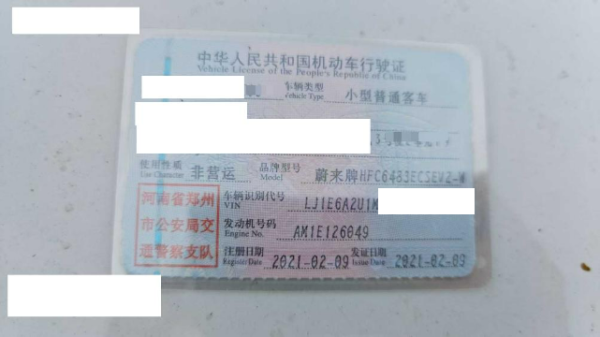 中华人民共和国机动车行驶证
Vehicle License of the People's Republic of China
车辆类型 小型普通客车
Vehicle Type
使用性质 非营运 品牌型号 蔚来牌HFC6483ECSEV2-W
Use Character Model
河南省郑州 车辆识别代号 LJ1E6A2U1M
VIN
市公安局交 发动机号码 AM1E126049
Engine No.
通警察支队 注册日期 2021-02-09 发证日期 2021-02-09
Register Date Issue Date